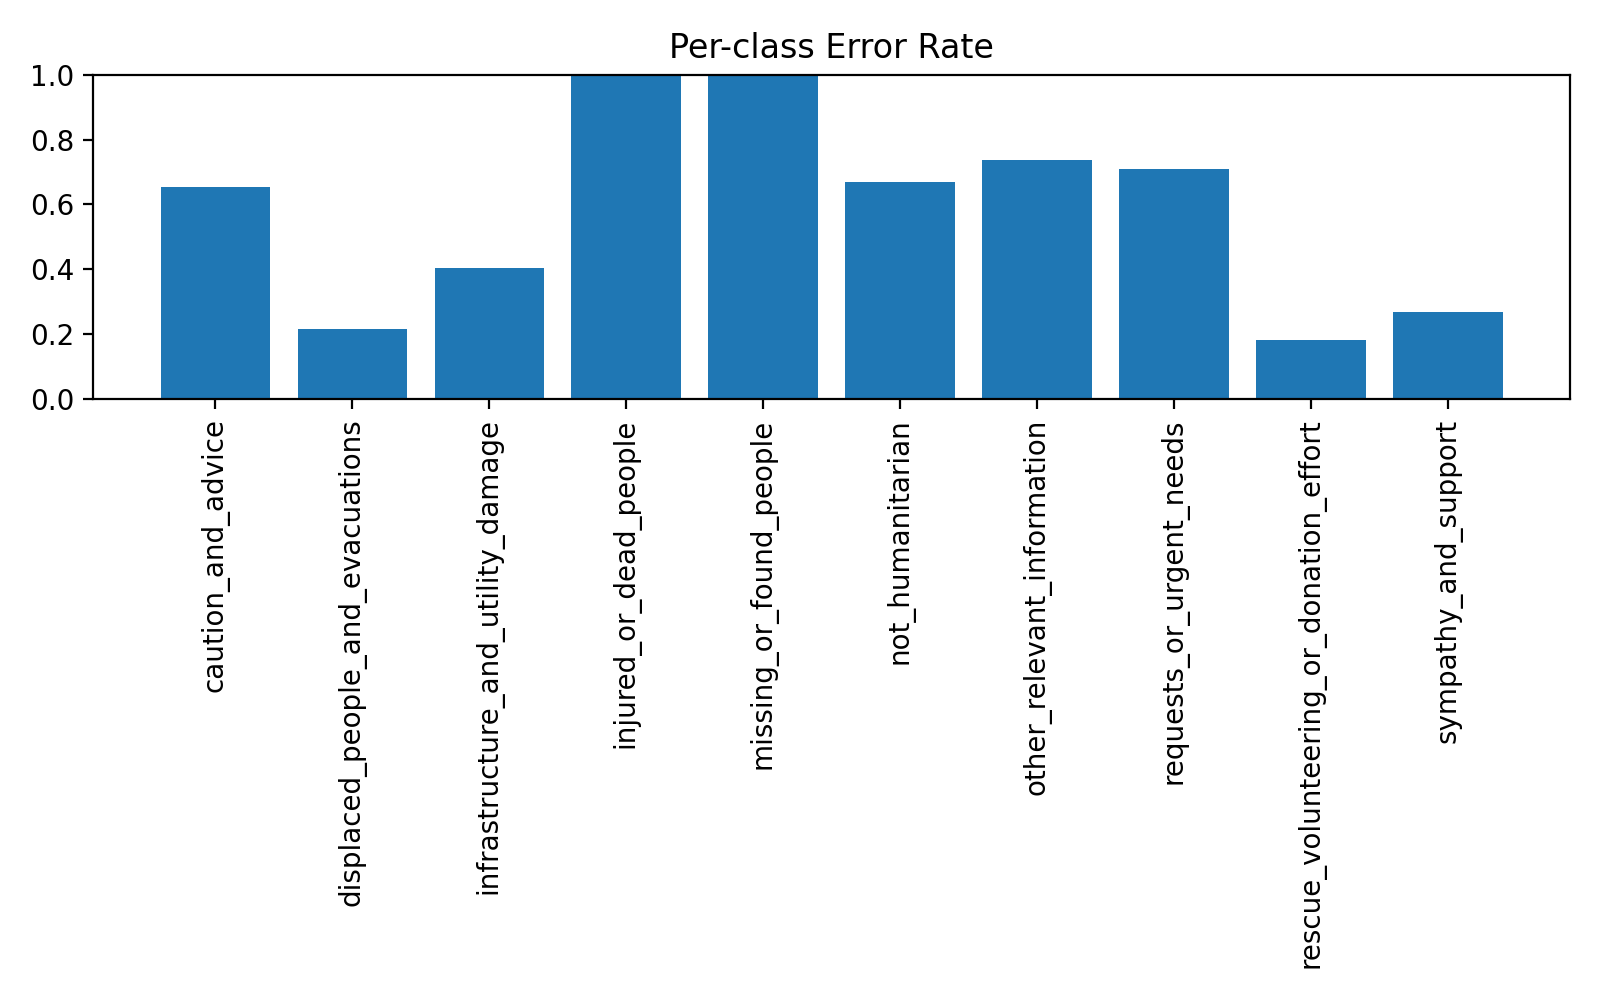 Per-class Error Rate
1.0
0.8
0.6
0.4
0.2
0.0
caution_and_advice
displaced_people_and_evacuations
infrastructure_and_utility_damage
injured_or_dead_people
missing_or_found_people
not_humanitarian
other_relevant_information
requests_or_urgent_needs
rescue_volunteering_or_donation_effort
sympathy_and_support